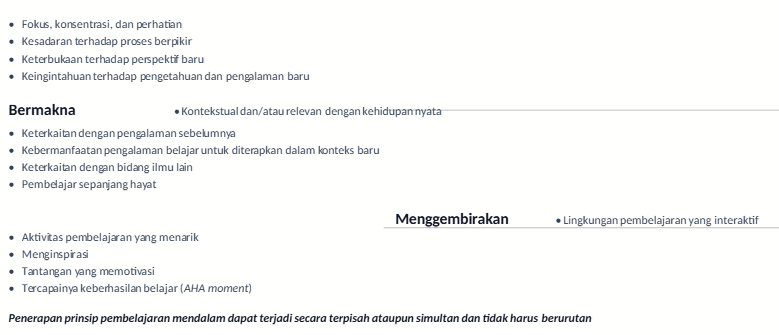 • Fokus, konsentrasi, dan perhatian
• Kesadaran terhadap proses berpikir
• Keterbukaan terhadap perspektif baru
• Keingintahuan terhadap pengetahuan dan pengalaman baru
Bermakna • Kontekstual dan/atau relevan dengan kehidupan nyata
• Keterkaitan dengan pengalaman sebelumnya
• Kebermanfaatan pengalaman belajar untuk diterapkan dalam konteks baru
• Keterkaitan dengan bidang ilmu lain
• Pembelajar sepanjang hayat
Menggembirakan • Lingkungan pembelajaran yang interaktif
• Aktivitas pembelajaran yang menarik
• Menginspirasi
• Tantangan yang memotivasi
• Tercapainya keberhasilan belajar (AHA moment)
Penerapan prinsip pembelajaran mendalam dapat terjadi secara terpisah ataupun simultan dan tidak harus berurutan